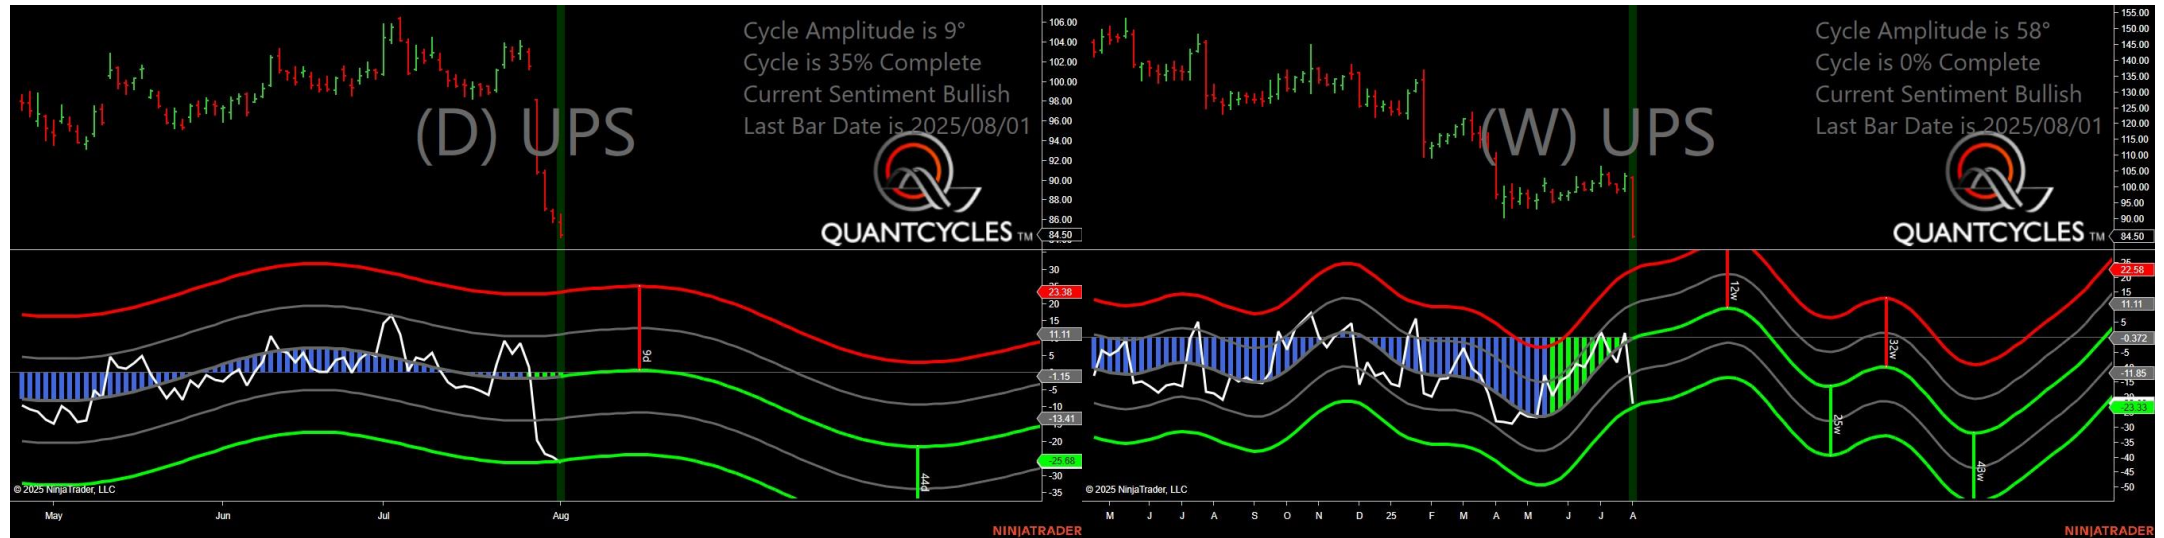 Cycle Amplitude is 9°
Cycle is 35% Complete
Current Sentiment Bullish
Last Bar Date is 2025/08/01
(D) UPS
QUANTCYCLES TM
106.00
104.00
102.00
100.00
98.00
96.00
94.00
92.00
90.00
88.00
86.00
84.50
30
23.38
20
15
11.11
5
-1.15
-5
-10
-13.41
-20
-25.68
-30
-35
9d
44d
© 2025 NinjaTrader, LLC
May Jun Jul Aug
NINJATRADER
Cycle Amplitude is 58°
Cycle is 0% Complete
Current Sentiment Bullish
Last Bar Date is 2025/08/01
(W) UPS
QUANTCYCLES TM
155.00
150.00
145.00
140.00
135.00
130.00
125.00
120.00
115.00
110.00
105.00
100.00
95.00
90.00
84.50
22.58
15
11.11
5
-0.372
-5
-11.85
-15
-23.33
-30
-35
-40
-45
-50
12w
32w
25w
43w
© 2025 NinjaTrader, LLC
M J J A S O N D 25 F M A M J J A
NINJATRADER